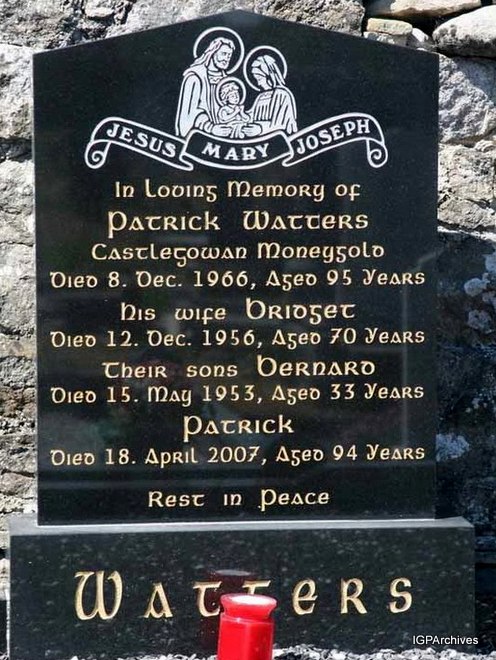 JESUS MARY JOSEPH
In Loving Memory of
Patrick Watters
Castlegowan Moneygold
Died 8. Dec. 1966, Aged 95 Years
his wife Bridget
Died 12. Dec. 1956, Aged 70 Years
Their sons Bernard
Died 15. May 1953, Aged 33 Years
Patrick
Died 18. April 2007, Aged 94 Years
Rest in Peace
Watters
IGPArchives